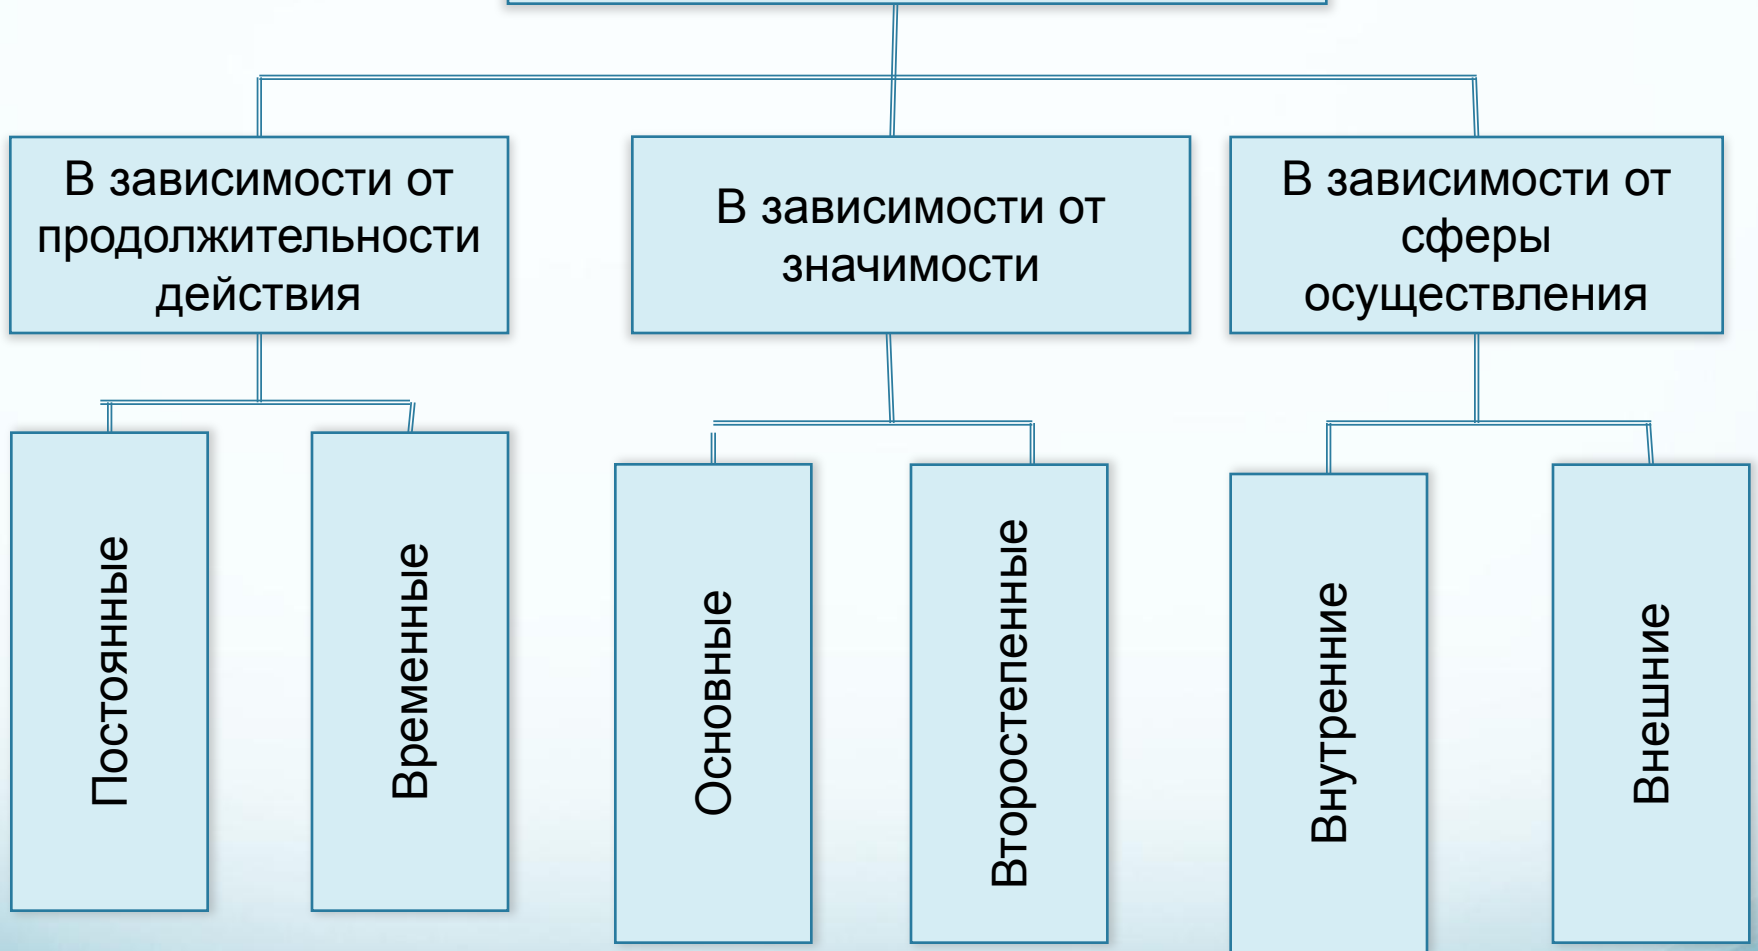 В зависимости от
продолжительности
действия
В зависимости от
значимости
В зависимости от
сферы
осуществления
Постоянные
Временные
Основные
Второстепенные
Внутренние
Внешние